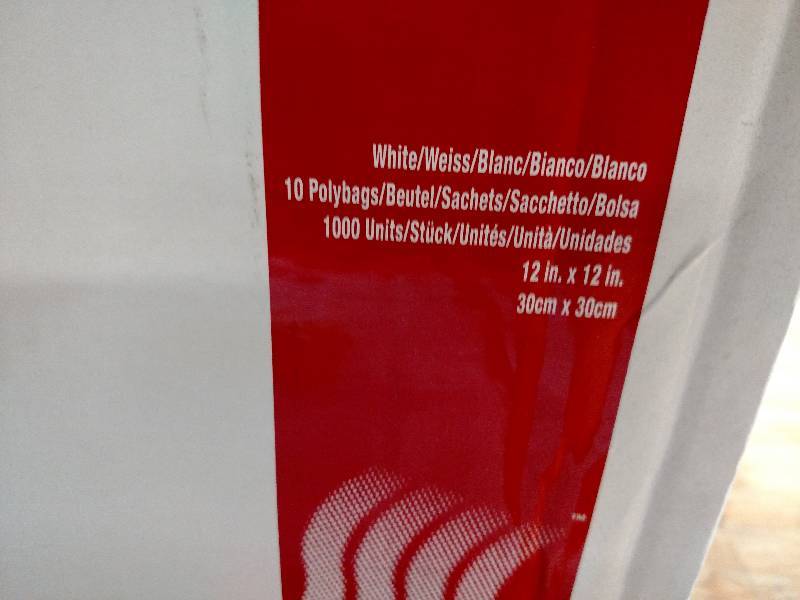 White/Weiss/Blanc/Bianco/Blanco
10 Polybags/Beutel/Sachets/Sacchetto/Bolsa
1000 Units/Stück/Unités/Unità/Unidades
12 in. x 12 in.
30cm x 30cm
TM